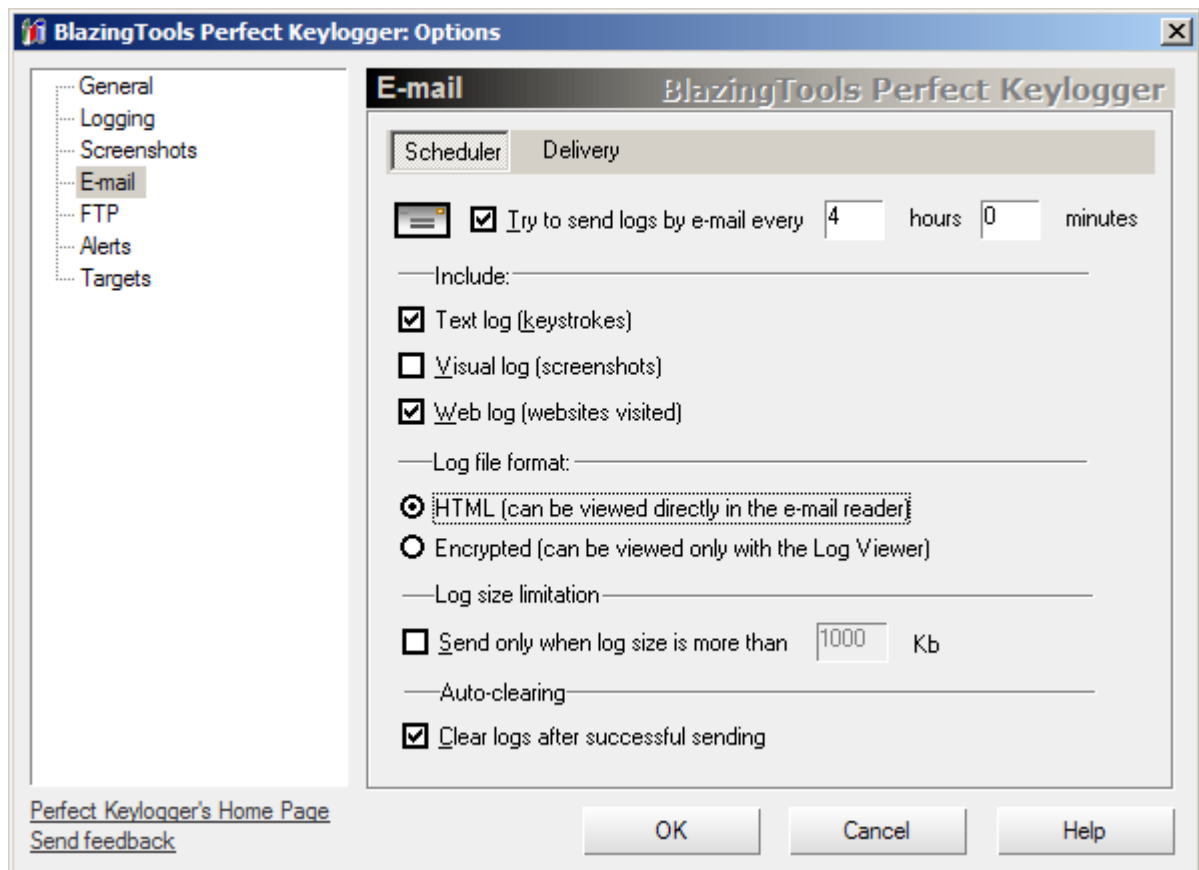 BlazingTools Perfect Keylogger: Options
General
Logging
Screenshots
E-mail
FTP
Alerts
Targets
E-mail BlazingTools Perfect Keylogger
Scheduler Delivery
Try to send logs by e-mail every 4 hours 0 minutes
Include:
Text log (keystrokes)
Visual log (screenshots)
Web log (websites visited)
Log file format:
HTML (can be viewed directly in the e-mail reader)
Encrypted (can be viewed only with the Log Viewer)
Log size limitation
Send only when log size is more than 1000 Kb
Auto-clearing
Clear logs after successful sending
Perfect Keylogger's Home Page
Send feedback
OK Cancel Help